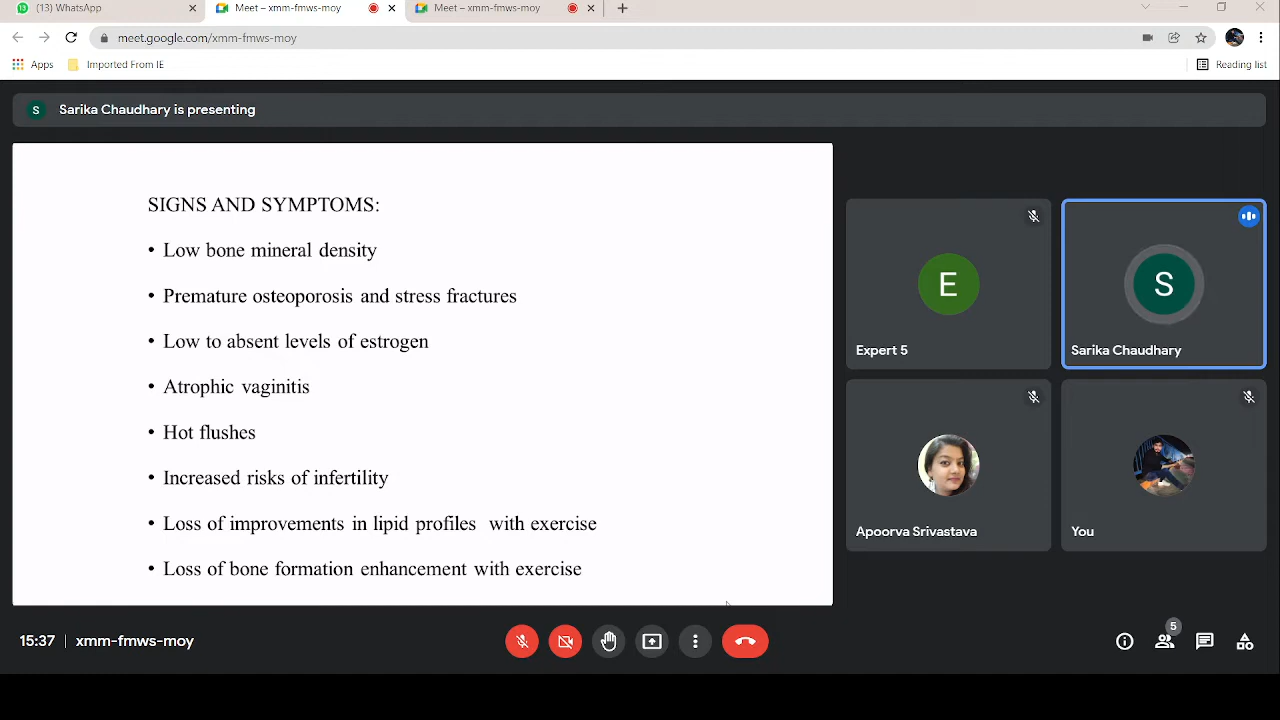 13
(13) WhatsApp
Meet – xmm-fmws-moy
Meet – xmm-fmws-moy
meet.google.com/xmm-fmws-moy
Apps
Imported From IE
Reading list
S
Sarika Chaudhary is presenting
SIGNS AND SYMPTOMS:
• Low bone mineral density
• Premature osteoporosis and stress fractures
• Low to absent levels of estrogen
• Atrophic vaginitis
• Hot flushes
• Increased risks of infertility
• Loss of improvements in lipid profiles with exercise
• Loss of bone formation enhancement with exercise
E
Expert 5
S
Sarika Chaudhary
Apoorva Srivastava
You
15:37 | xmm-fmws-moy
5